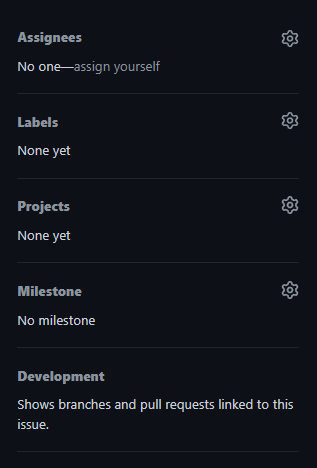 Assignees
No one—assign yourself
Labels
None yet
Projects
None yet
Milestone
No milestone
Development
Shows branches and pull requests linked to this
issue.